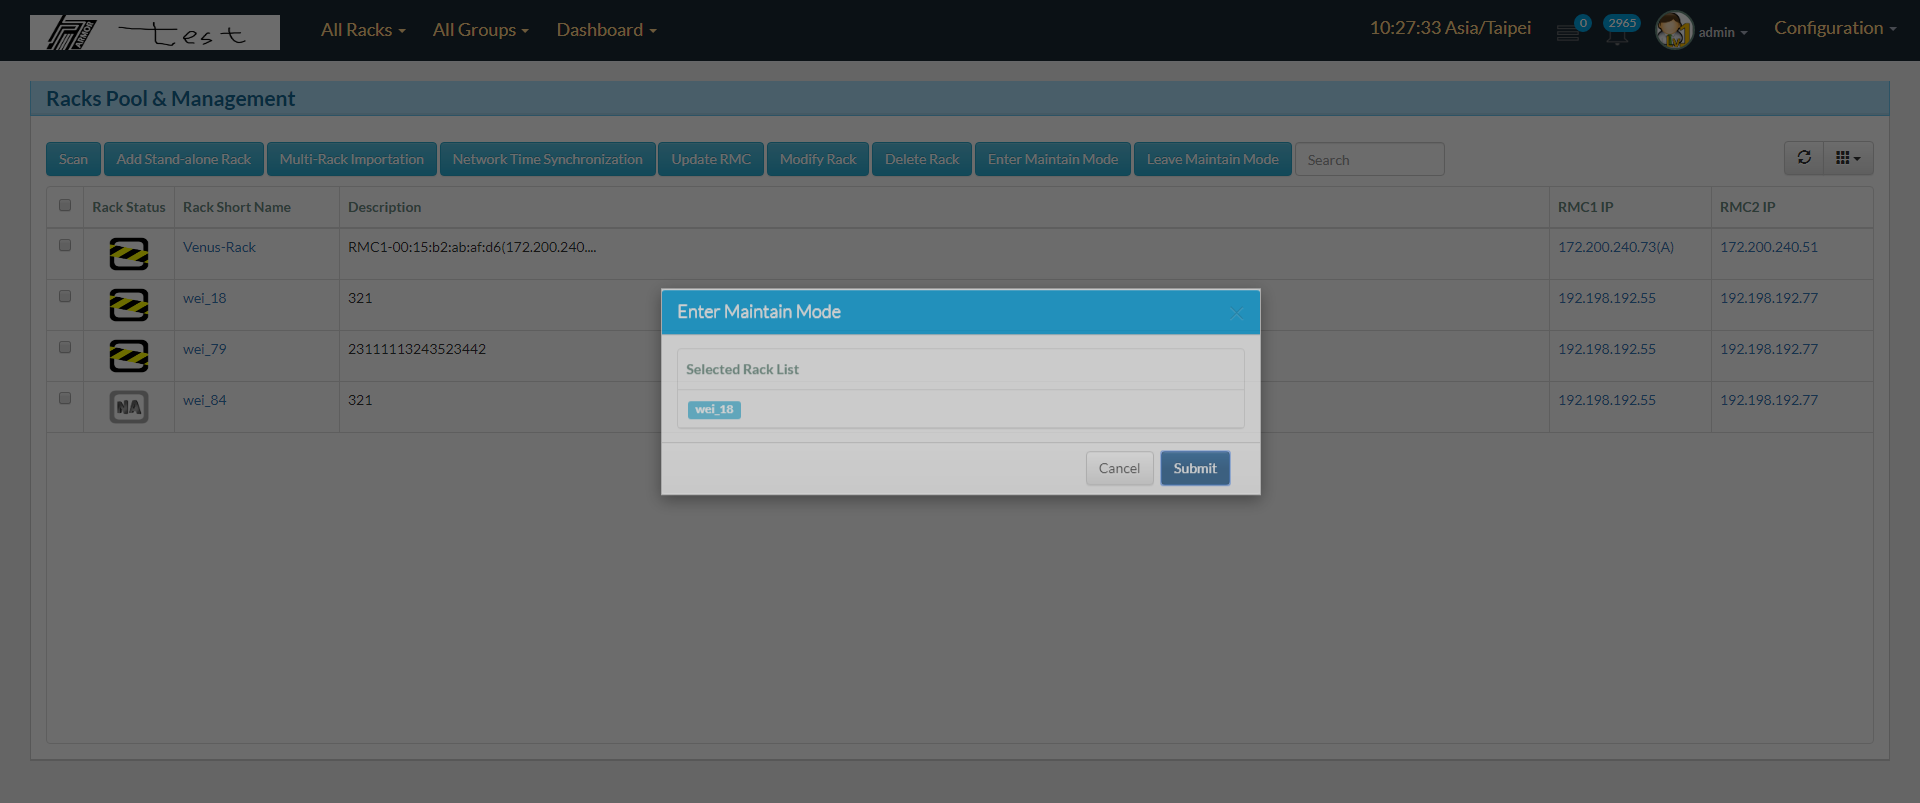 ARMOR test All Racks All Groups Dashboard 10:27:33 Asia/Taipei 0 2965 admin Configuration
Racks Pool & Management
Scan Add Stand-alone Rack Multi-Rack Importation Network Time Synchronization Update RMC Modify Rack Delete Rack Enter Maintain Mode Leave Maintain Mode Search
Rack Status Rack Short Name Description RMC1 IP RMC2 IP
Venus-Rack RMC1-00:15:b2:ab:af:d6(172.200.240.... 172.200.240.73(A) 172.200.240.51
wei_18 321 192.198.192.55 192.198.192.77
wei_79 23111113243523442 192.198.192.55 192.198.192.77
NA wei_84 321 192.198.192.55 192.198.192.77
Enter Maintain Mode
Selected Rack List
wei_18
Cancel Submit